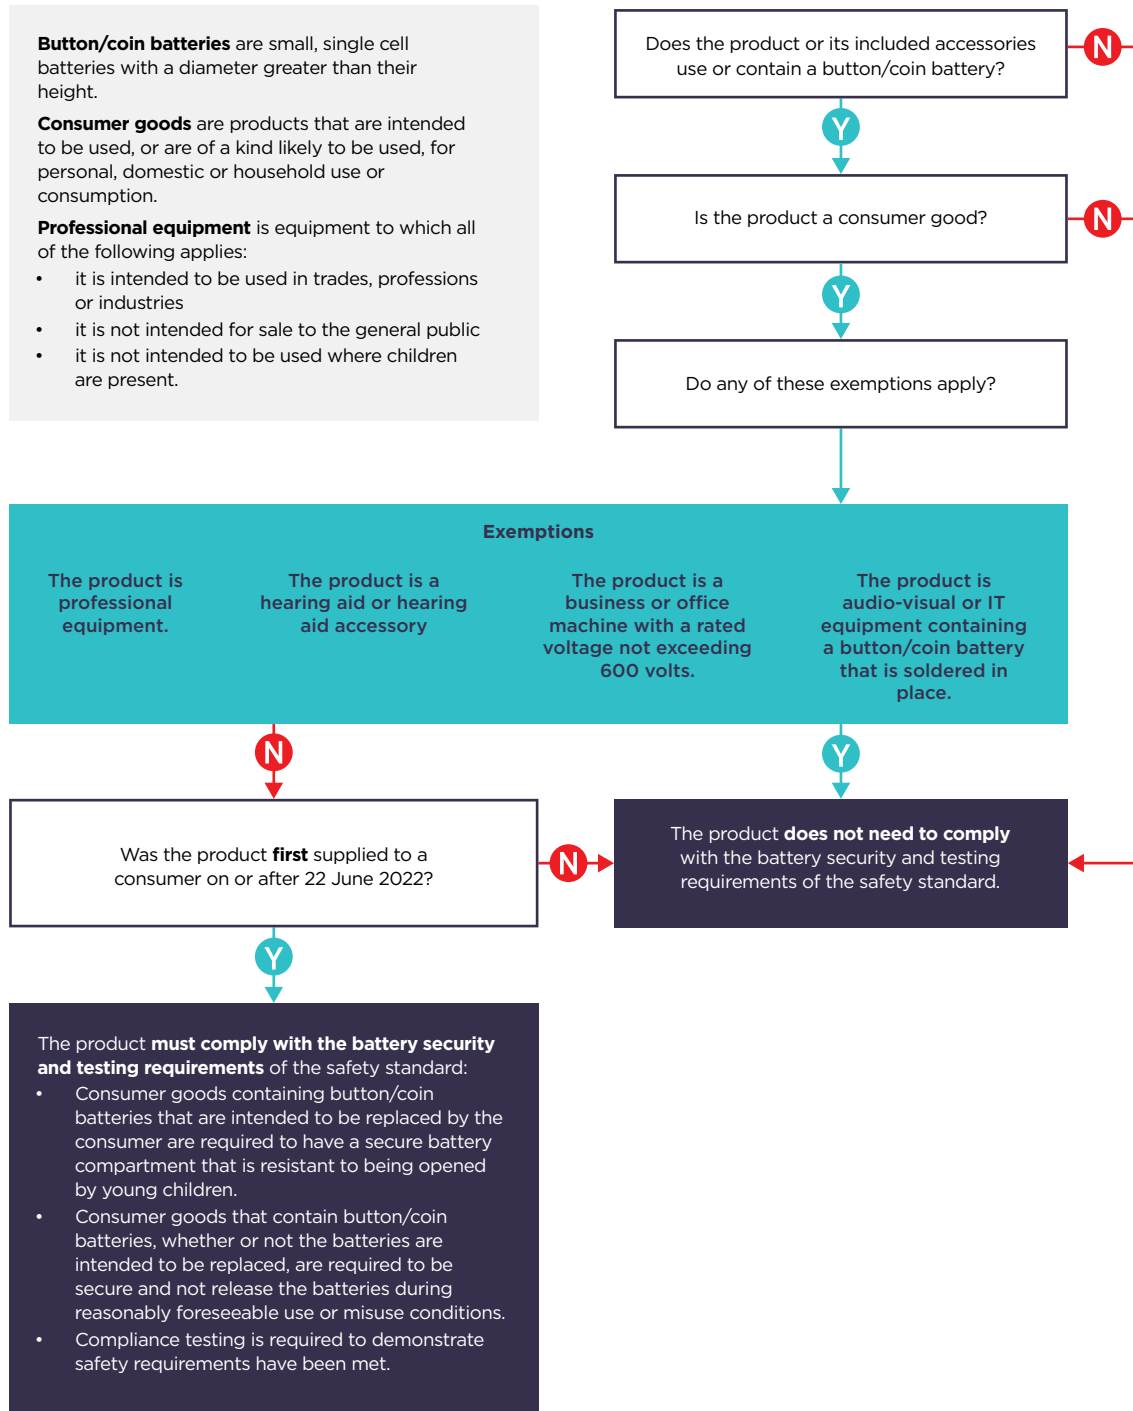 Button/coin batteries are small, single cell
batteries with a diameter greater than their
height.
Consumer goods are products that are intended
to be used, or are of a kind likely to be used, for
personal, domestic or household use or
consumption.
Professional equipment is equipment to which all
of the following applies:
• it is intended to be used in trades, professions
or industries
• it is not intended for sale to the general public
• it is not intended to be used where children
are present.
Does the product or its included accessories
use or contain a button/coin battery?
N
Y
Is the product a consumer good?
N
Y
Do any of these exemptions apply?
Exemptions
The product is
professional
equipment.
The product is a
hearing aid or hearing
aid accessory
The product is a
business or office
machine with a rated
voltage not exceeding
600 volts.
The product is
audio-visual or IT
equipment containing
a button/coin battery
that is soldered in
place.
N
Y
Was the product first supplied to a
consumer on or after 22 June 2022?
N
The product does not need to comply
with the battery security and testing
requirements of the safety standard.
Y
The product must comply with the battery security
and testing requirements of the safety standard:
• Consumer goods containing button/coin
batteries that are intended to be replaced by the
consumer are required to have a secure battery
compartment that is resistant to being opened
by young children.
• Consumer goods that contain button/coin
batteries, whether or not the batteries are
intended to be replaced, are required to be
secure and not release the batteries during
reasonably foreseeable use or misuse conditions.
• Compliance testing is required to demonstrate
safety requirements have been met.